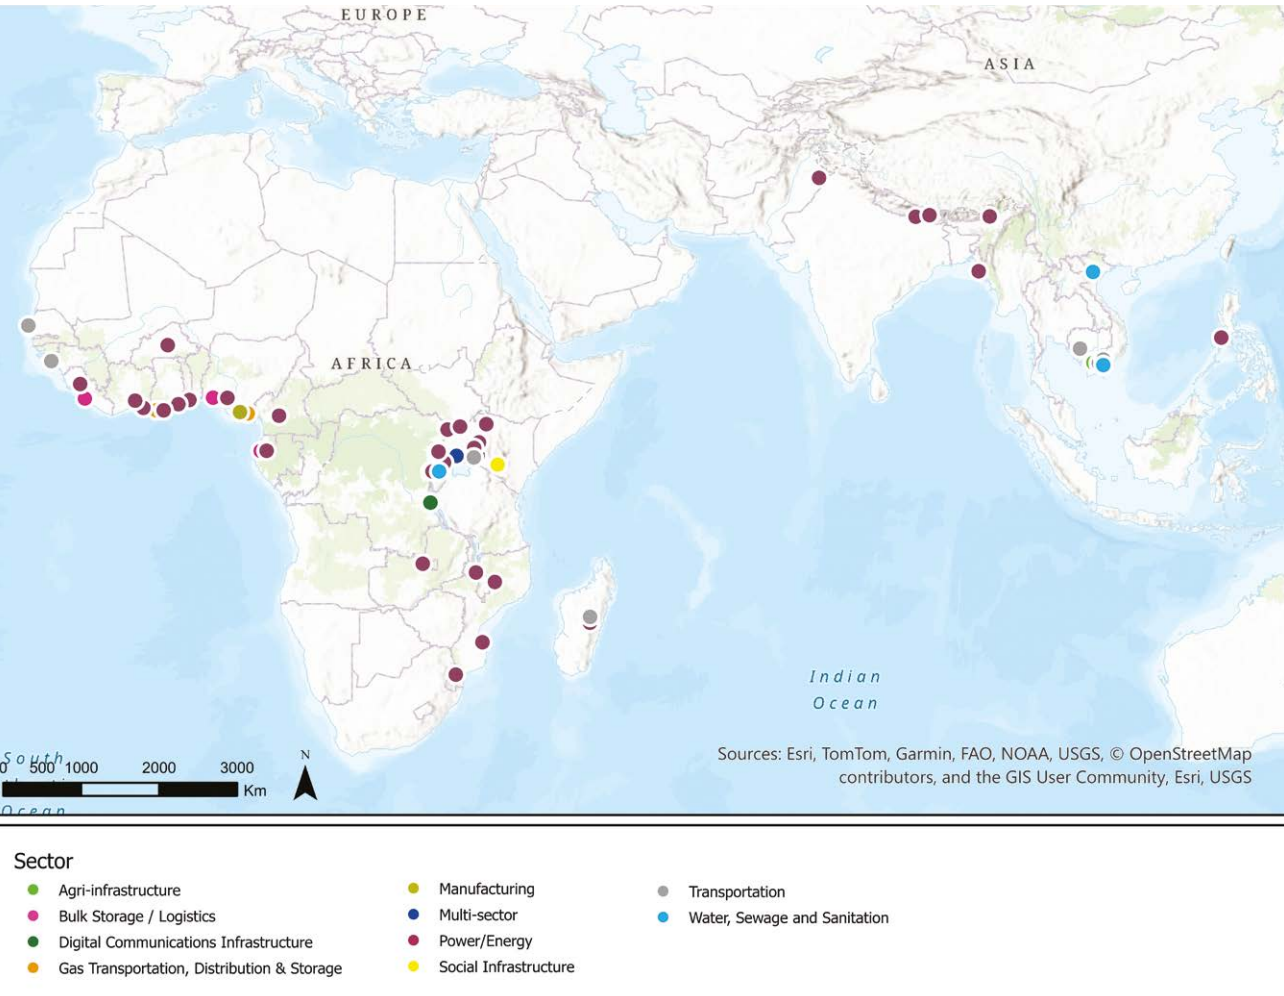 EUROPE
ASIA
AFRICA
Indian
Ocean
South
Ocean
0 500 1000 2000 3000
Km
N
Sources: Esri, TomTom, Garmin, FAO, NOAA, USGS, © OpenStreetMap
contributors, and the GIS User Community, Esri, USGS
Sector
Agri-infrastructure
Bulk Storage / Logistics
Digital Communications Infrastructure
Gas Transportation, Distribution & Storage
Manufacturing
Multi-sector
Power/Energy
Social Infrastructure
Transportation
Water, Sewage and Sanitation